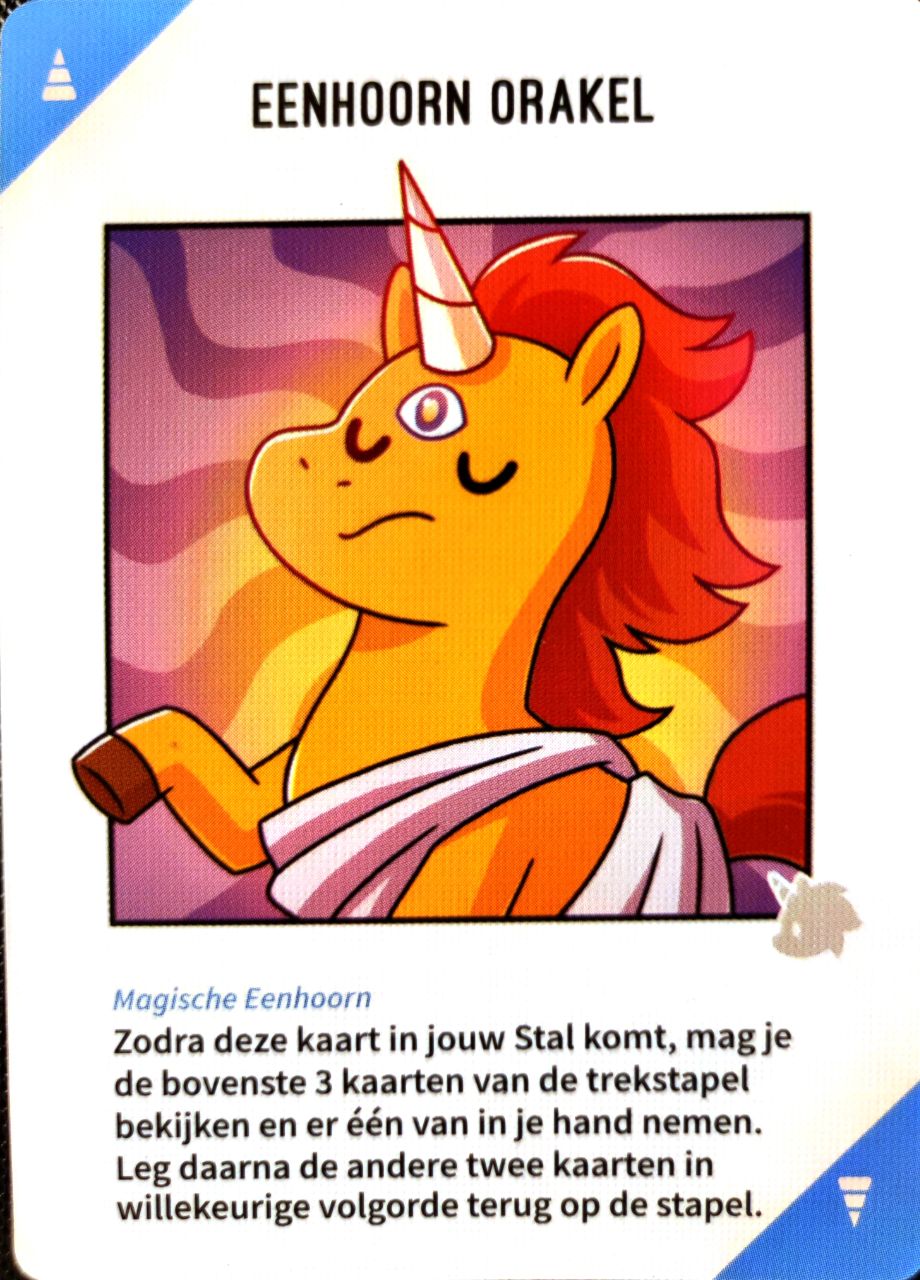 EENHOORN ORAKEL
Magische Eenhoorn
Zodra deze kaart in jouw Stal komt, mag je
de bovenste 3 kaarten van de trekstapel
bekijken en er één van in je hand nemen.
Leg daarna de andere twee kaarten in
willekeurige volgorde terug op de stapel.